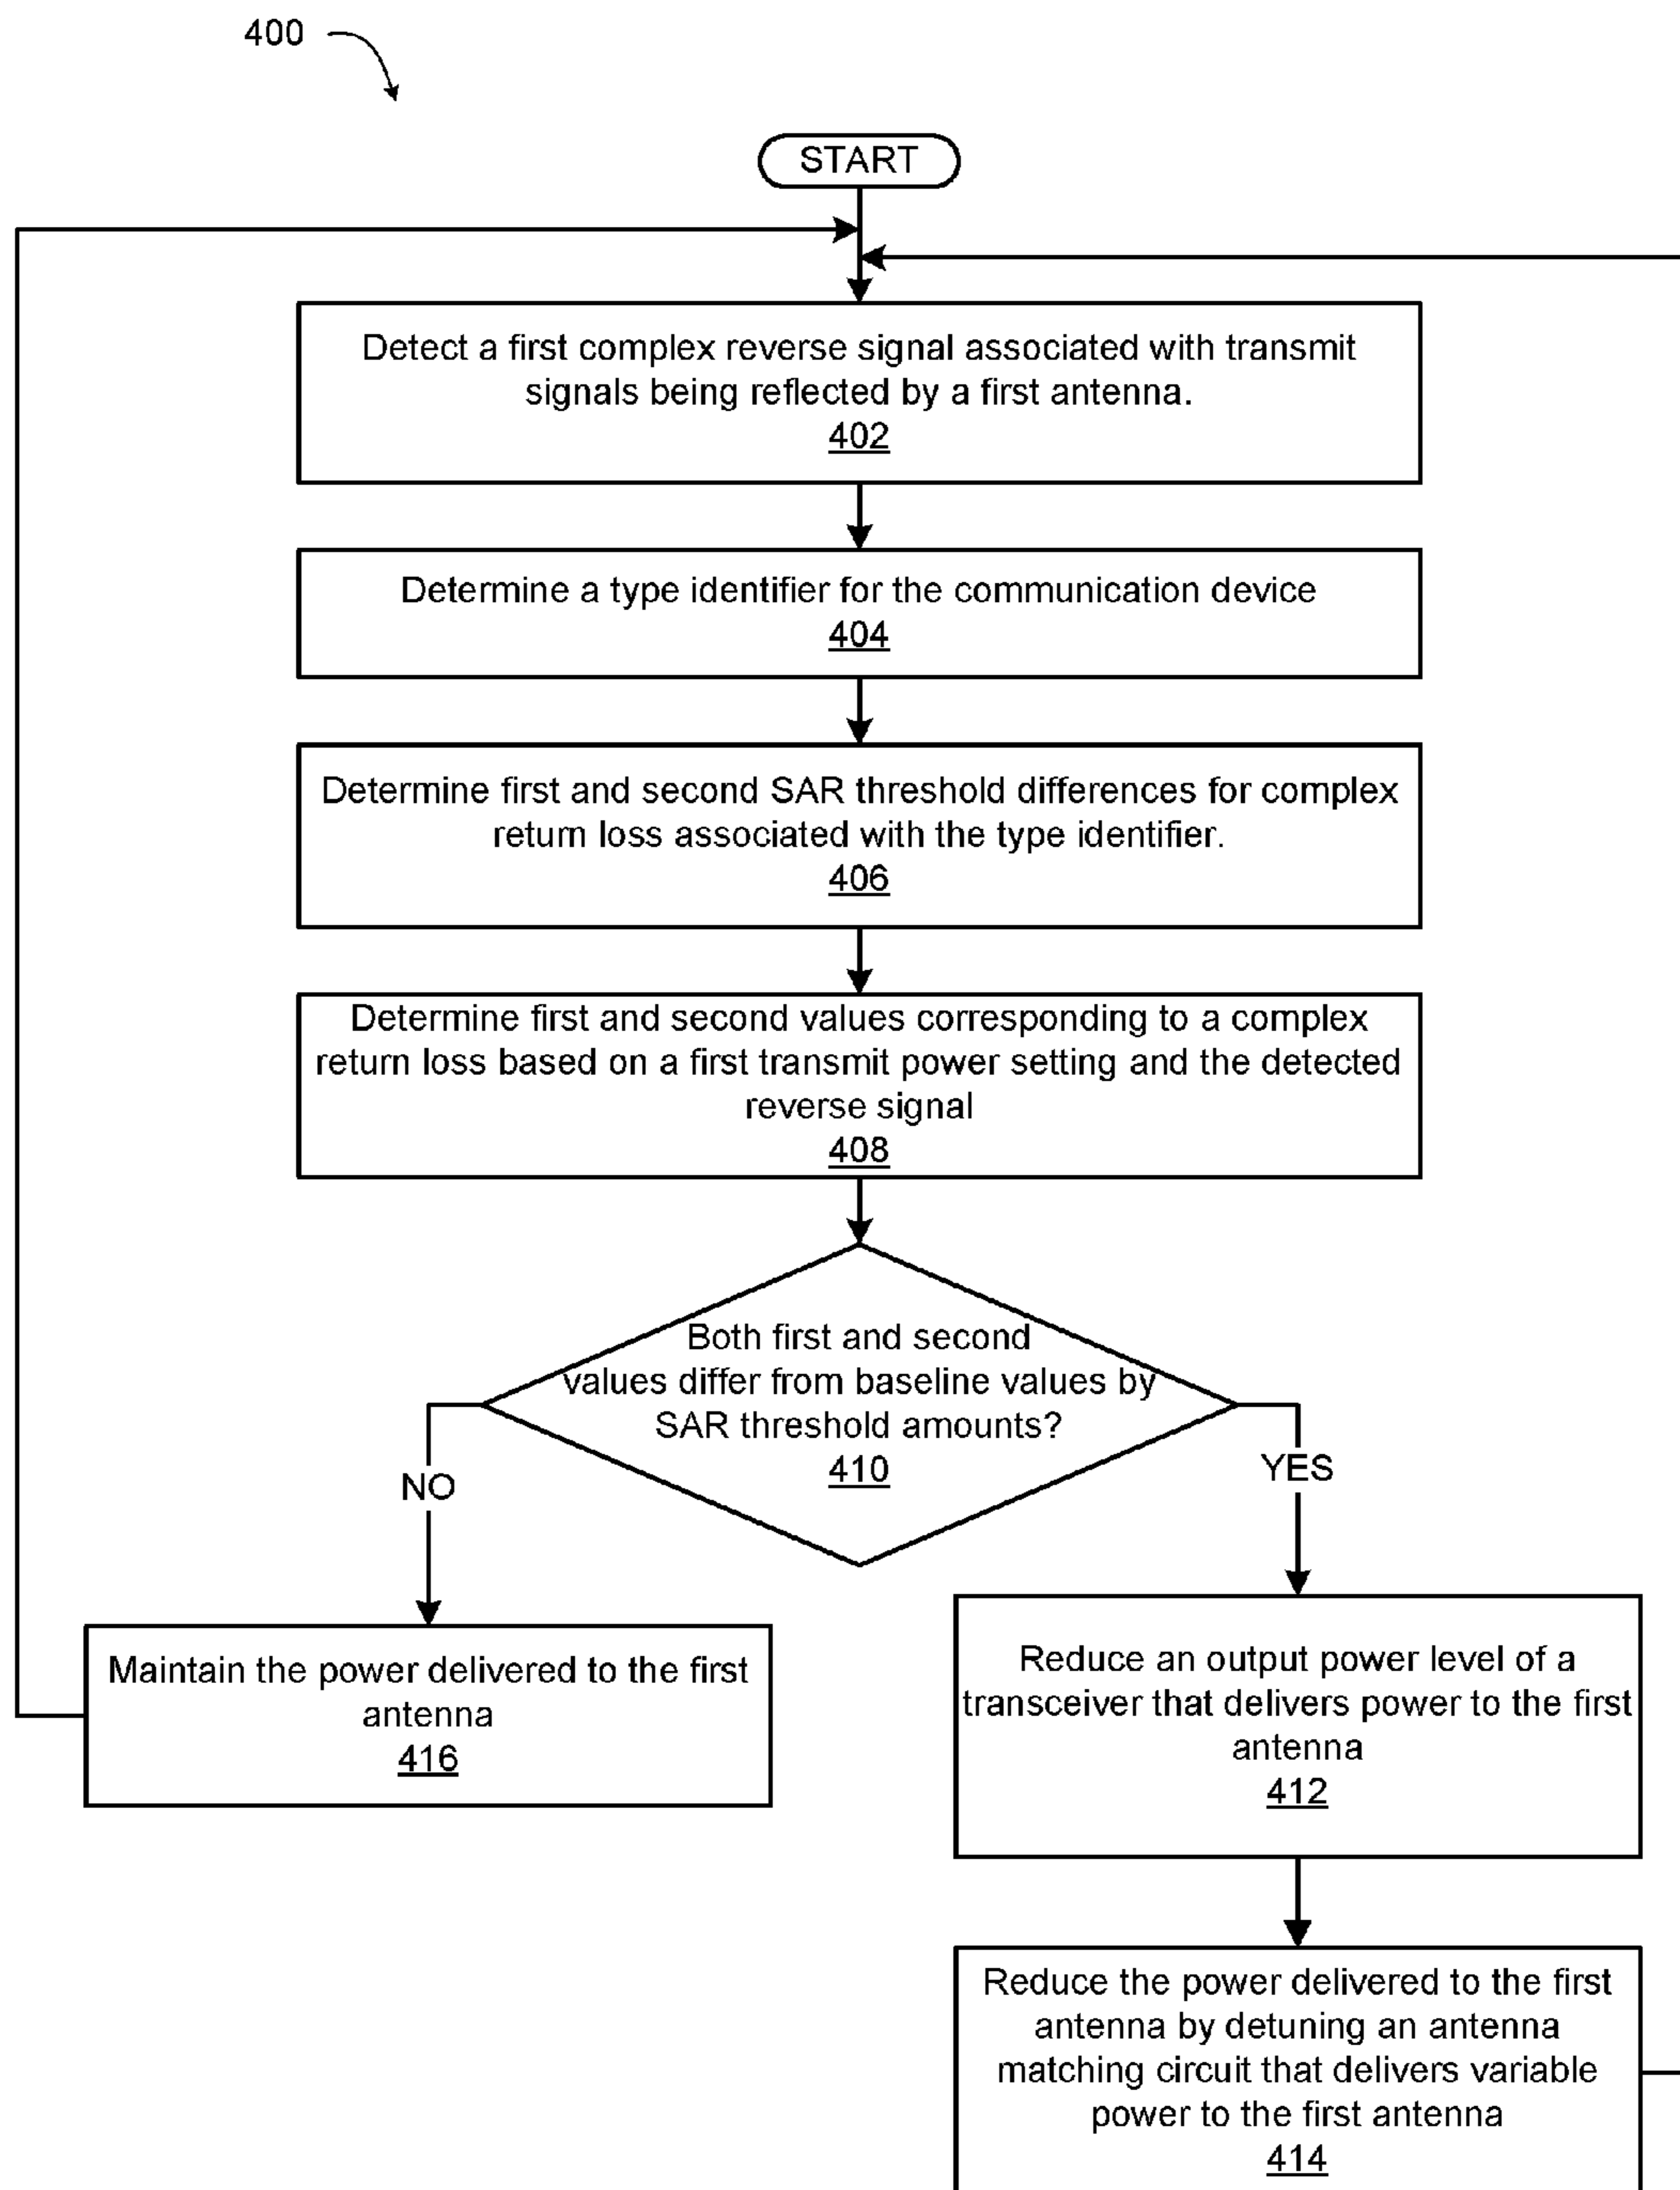 400
START
Detect a first complex reverse signal associated with transmit
signals being reflected by a first antenna.
402
Determine a type identifier for the communication device
404
Determine first and second SAR threshold differences for complex
return loss associated with the type identifier.
406
Determine first and second values corresponding to a complex
return loss based on a first transmit power setting and the detected
reverse signal
408
Both first and second
values differ from baseline values by
SAR threshold amounts?
410
NO
YES
Maintain the power delivered to the first
antenna
416
Reduce an output power level of a
transceiver that delivers power to the first
antenna
412
Reduce the power delivered to the first
antenna by detuning an antenna
matching circuit that delivers variable
power to the first antenna
414